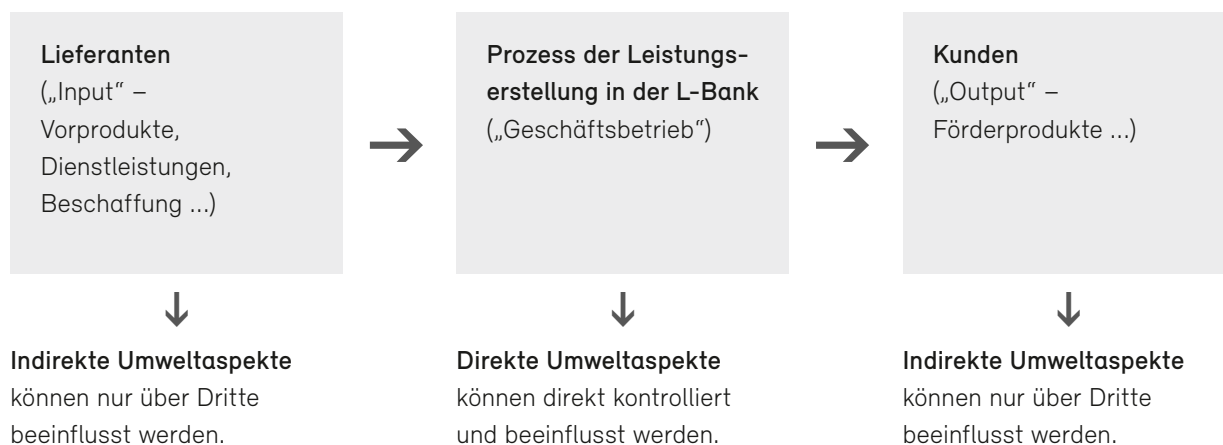 Lieferanten
(„Input“ –
Vorprodukte,
Dienstleistungen,
Beschaffung ...)
Prozess der Leistungs-
erstellung in der L-Bank
(„Geschäftsbetrieb“)
Kunden
(„Output“ –
Förderprodukte ...)
Indirekte Umweltaspekte
können nur über Dritte
beeinflusst werden.
Direkte Umweltaspekte
können direkt kontrolliert
und beeinflusst werden.
Indirekte Umweltaspekte
können nur über Dritte
beeinflusst werden.